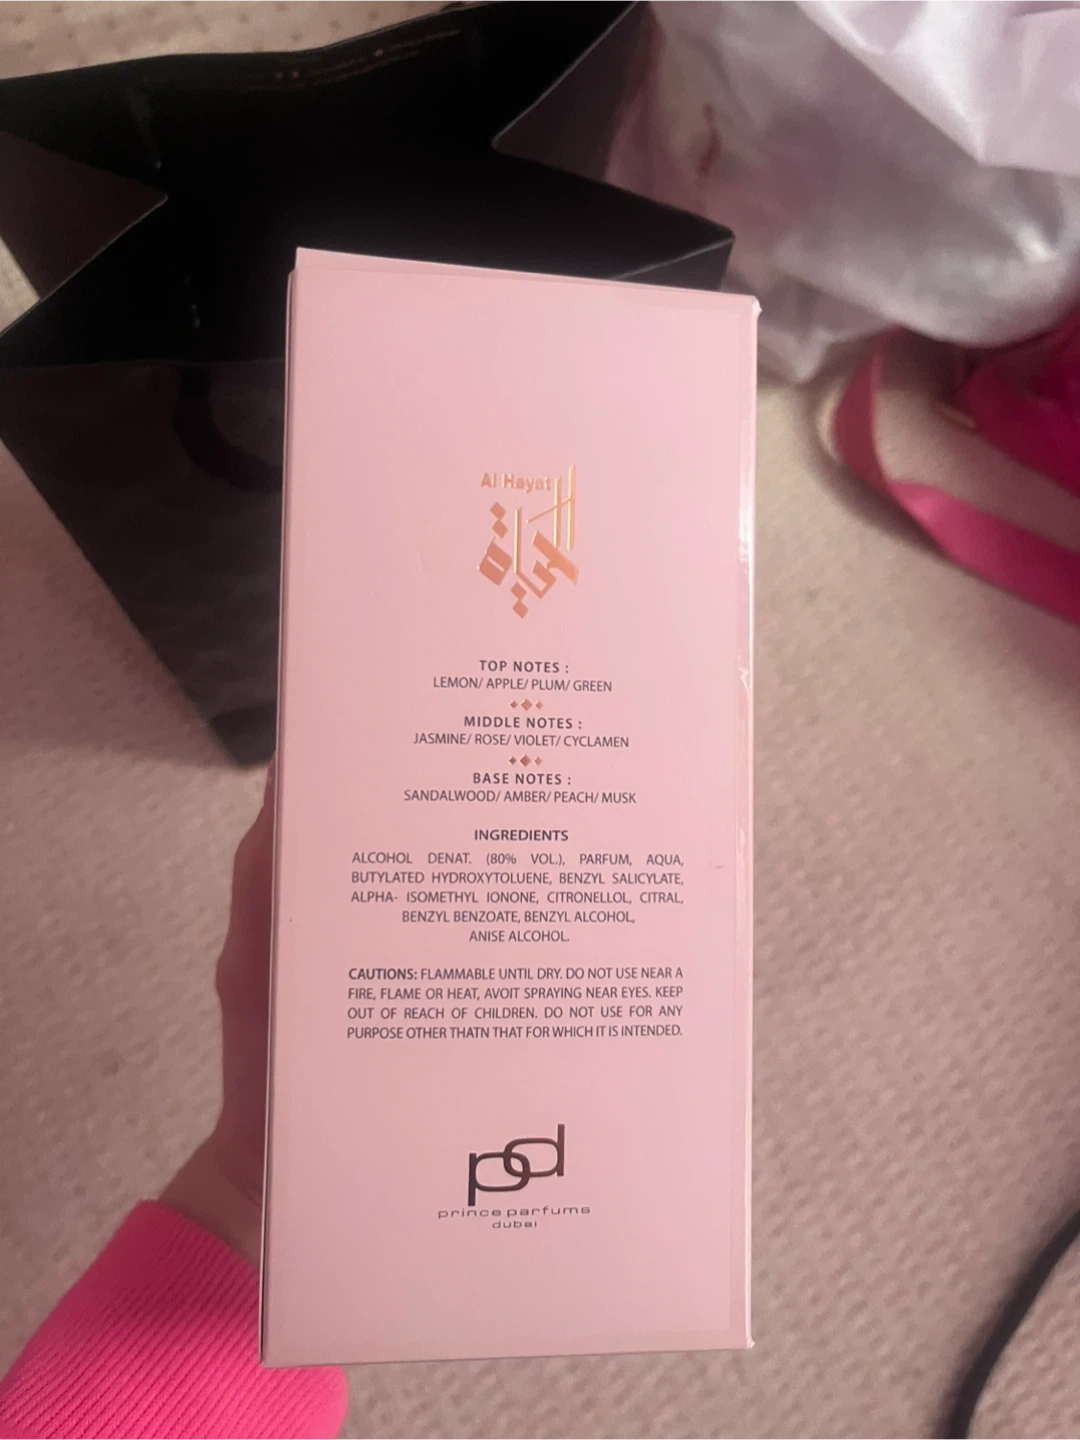 Al Hayat
الحياة
TOP NOTES :
LEMON/ APPLE/ PLUM/ GREEN
MIDDLE NOTES :
JASMINE/ ROSE/ VIOLET/ CYCLAMEN
BASE NOTES :
SANDALWOOD/ AMBER/ PEACH/ MUSK
INGREDIENTS
ALCOHOL DENAT. (80% VOL.), PARFUM, AQUA,
BUTYLATED HYDROXYTOLUENE, BENZYL SALICYLATE,
ALPHA- ISOMETHYL IONONE, CITRONELLOL, CITRAL,
BENZYL BENZOATE, BENZYL ALCOHOL,
ANISE ALCOHOL.
CAUTIONS: FLAMMABLE UNTIL DRY. DO NOT USE NEAR A
FIRE, FLAME OR HEAT, AVOIT SPRAYING NEAR EYES. KEEP
OUT OF REACH OF CHILDREN. DO NOT USE FOR ANY
PURPOSE OTHER THATN THAT FOR WHICH IT IS INTENDED.
pd
prince parfums
dubai